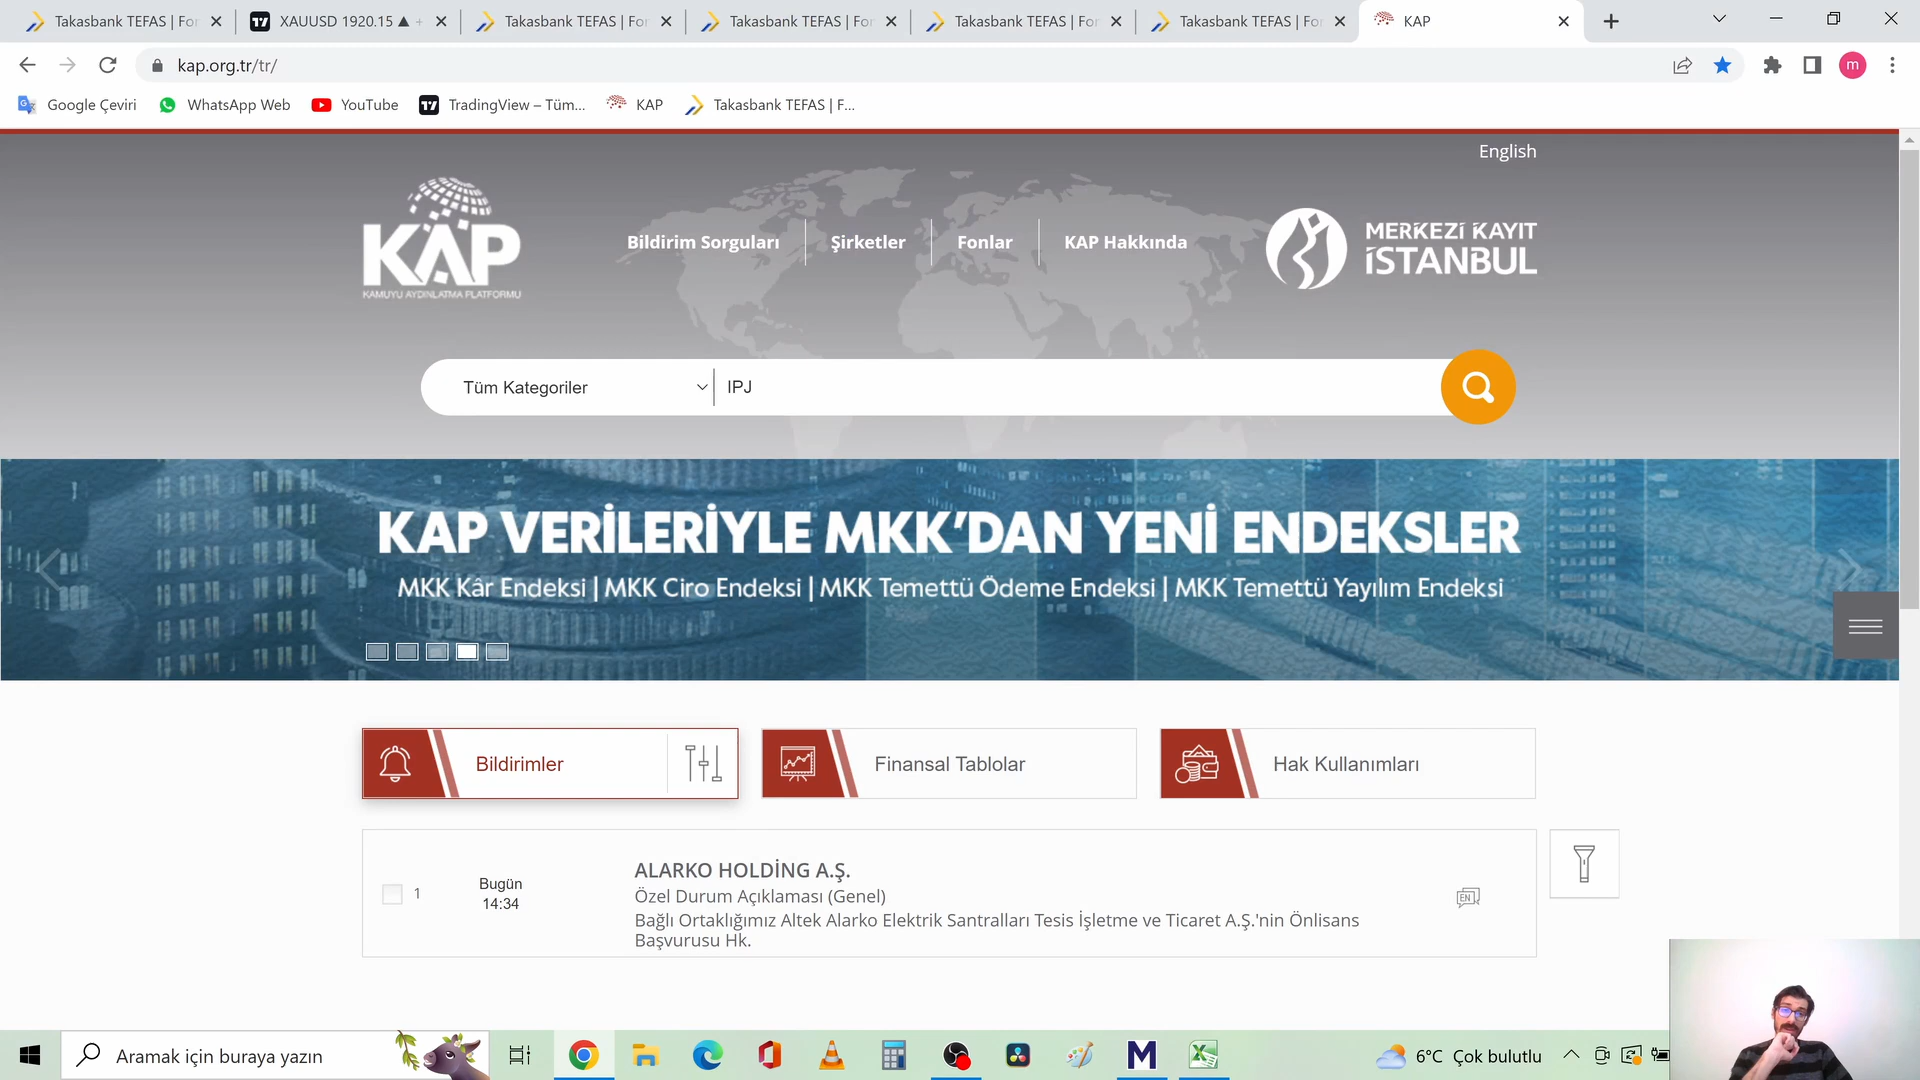 Takasbank TEFAS | For
XAUUSD 1920.15 ▲ +
Takasbank TEFAS | For
Takasbank TEFAS | For
Takasbank TEFAS | For
Takasbank TEFAS | For
KAP
kap.org.tr/tr/
m
Google Çeviri
WhatsApp Web
YouTube
TradingView – Tüm...
KAP
Takasbank TEFAS | F...
English
KAP
KAMUYU AYDINLATMA PLATFORMU
Bildirim Sorguları
Şirketler
Fonlar
KAP Hakkında
MERKEZİ KAYIT
İSTANBUL
Tüm Kategoriler
IPJ
KAP VERİLERİYLE MKK'DAN YENİ ENDEKSLER
MKK Kâr Endeksi | MKK Ciro Endeksi | MKK Temettü Ödeme Endeksi | MKK Temettü Yayılım Endeksi
Bildirimler
Finansal Tablolar
Hak Kullanımları
1
Bugün
14:34
ALARKO HOLDİNG A.Ş.
Özel Durum Açıklaması (Genel)
Bağlı Ortaklığımız Altek Alarko Elektrik Santralları Tesis İşletme ve Ticaret A.Ş.'nin Önlisans
Başvurusu Hk.
EN
Aramak için buraya yazın
6°C Çok bulutlu